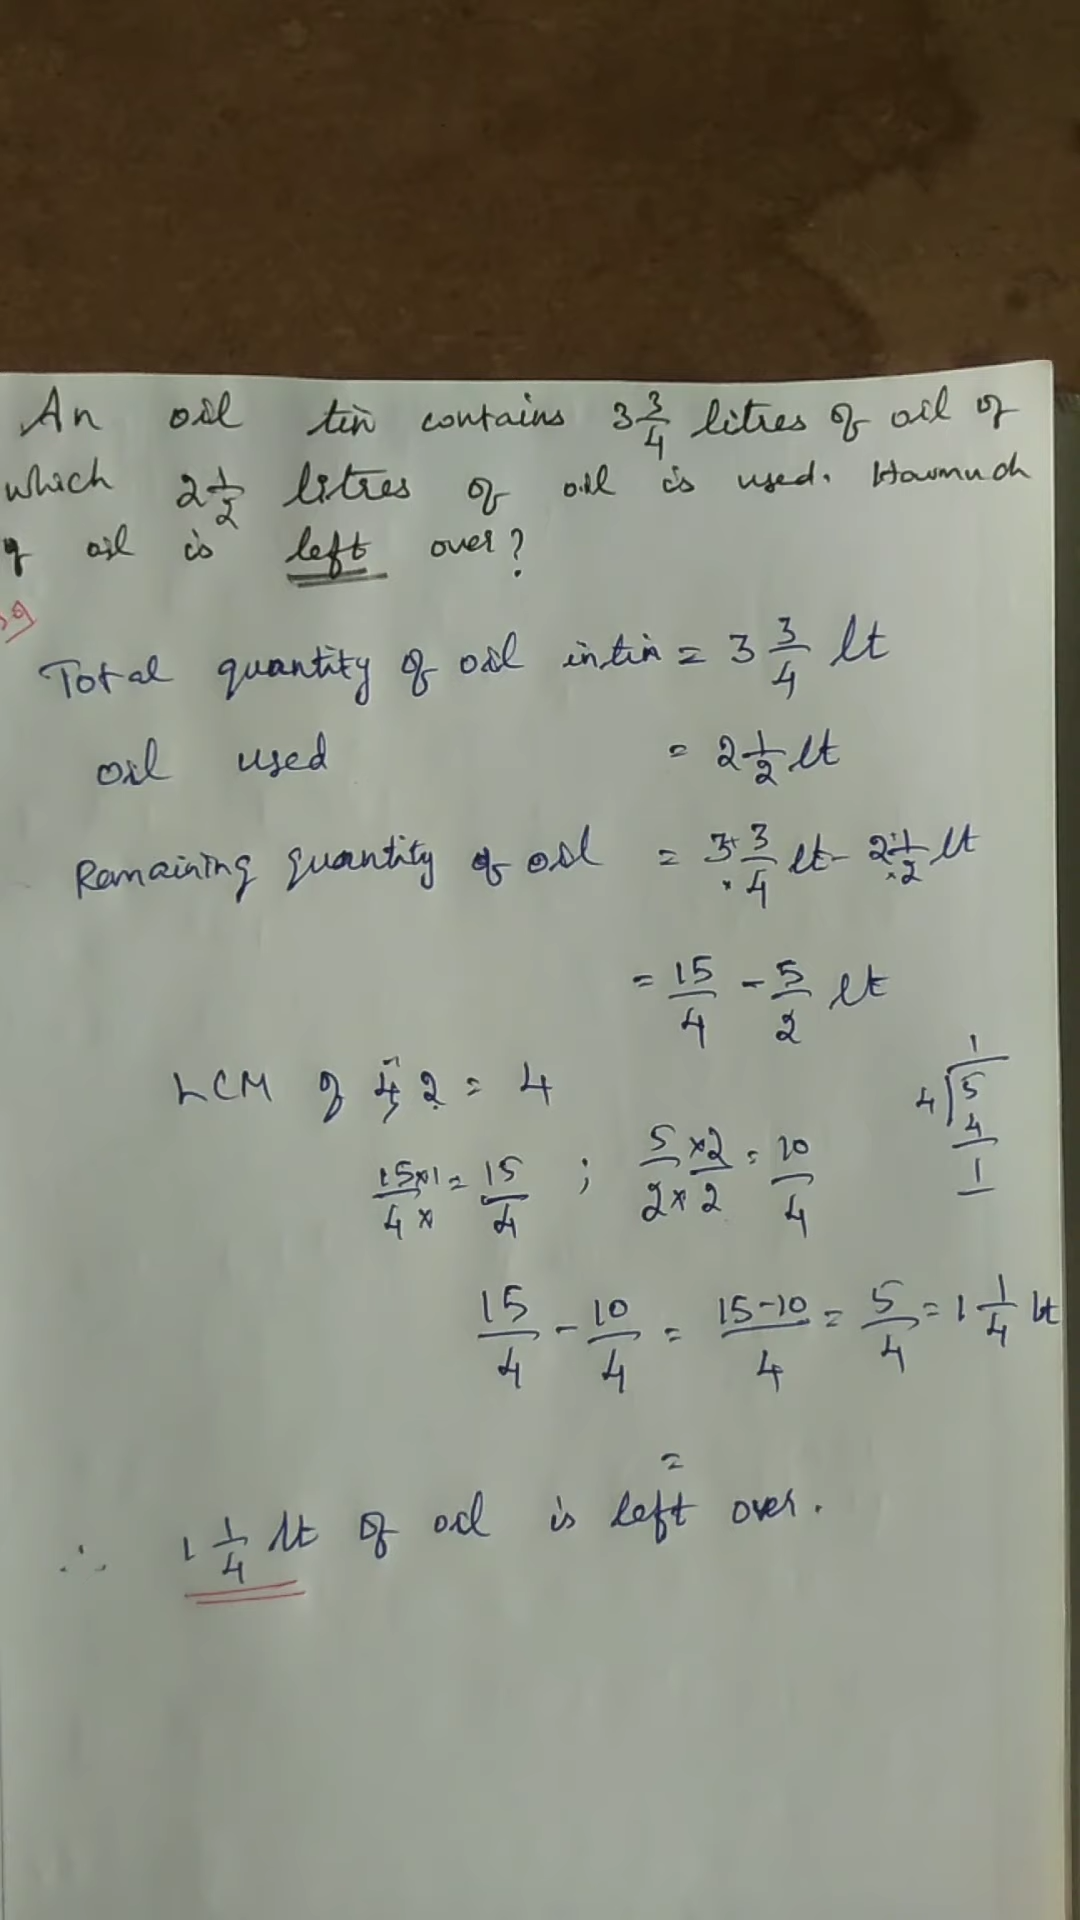 An oil tin contains 3 3/4 litres of oil of
which 2 1/2 litres of oil is used. Howmuch
of oil is left over?
Total quantity of oil in tin = 3 3/4 lt
oil used = 2 1/2 lt
Remaining quantity of oil = 3 3/4 lt - 2 1/2 lt
= 15/4 - 5/2 lt
LCM of 4, 2 = 4
4)5(1
4
1
15×1/4× = 15/4 ; 5/2 × 2/2 = 10/4
15/4 - 10/4 = 15-10/4 = 5/4 = 1 1/4 lt
=
∴ 1 1/4 lt of oil is left over.